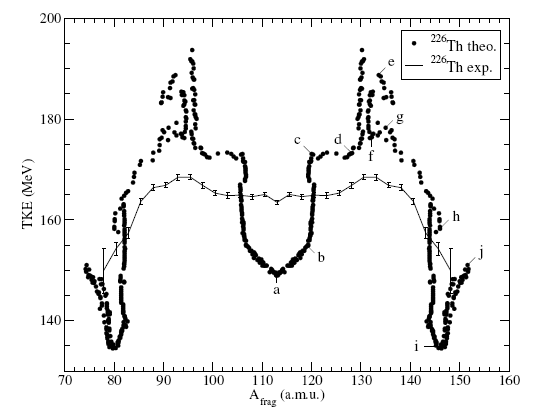 200
180
160
140
TKE (MeV)
226Th theo.
226Th exp.
e
g
c
d
f
h
b
j
a
i
70 80 90 100 110 120 130 140 150 160
Afrag (a.m.u.)